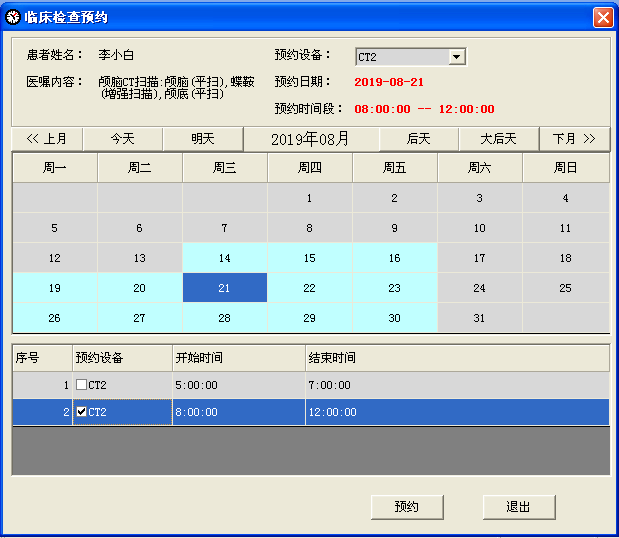 临床检查预约
患者姓名： 李小白 预约设备： CT2
医嘱内容： 颅脑CT扫描:颅脑(平扫),蝶鞍 预约日期： 2019-08-21
(增强扫描),颅底(平扫)
预约时间段： 08:00:00 -- 12:00:00
<< 上月 今天 明天 2019年08月 后天 大后天 下月 >>
周一 周二 周三 周四 周五 周六 周日
1 2 3 4
5 6 7 8 9 10 11
12 13 14 15 16 17 18
19 20 21 22 23 24 25
26 27 28 29 30 31
序号 预约设备 开始时间 结束时间
1 CT2 5:00:00 7:00:00
2 CT2 8:00:00 12:00:00
预约 退出